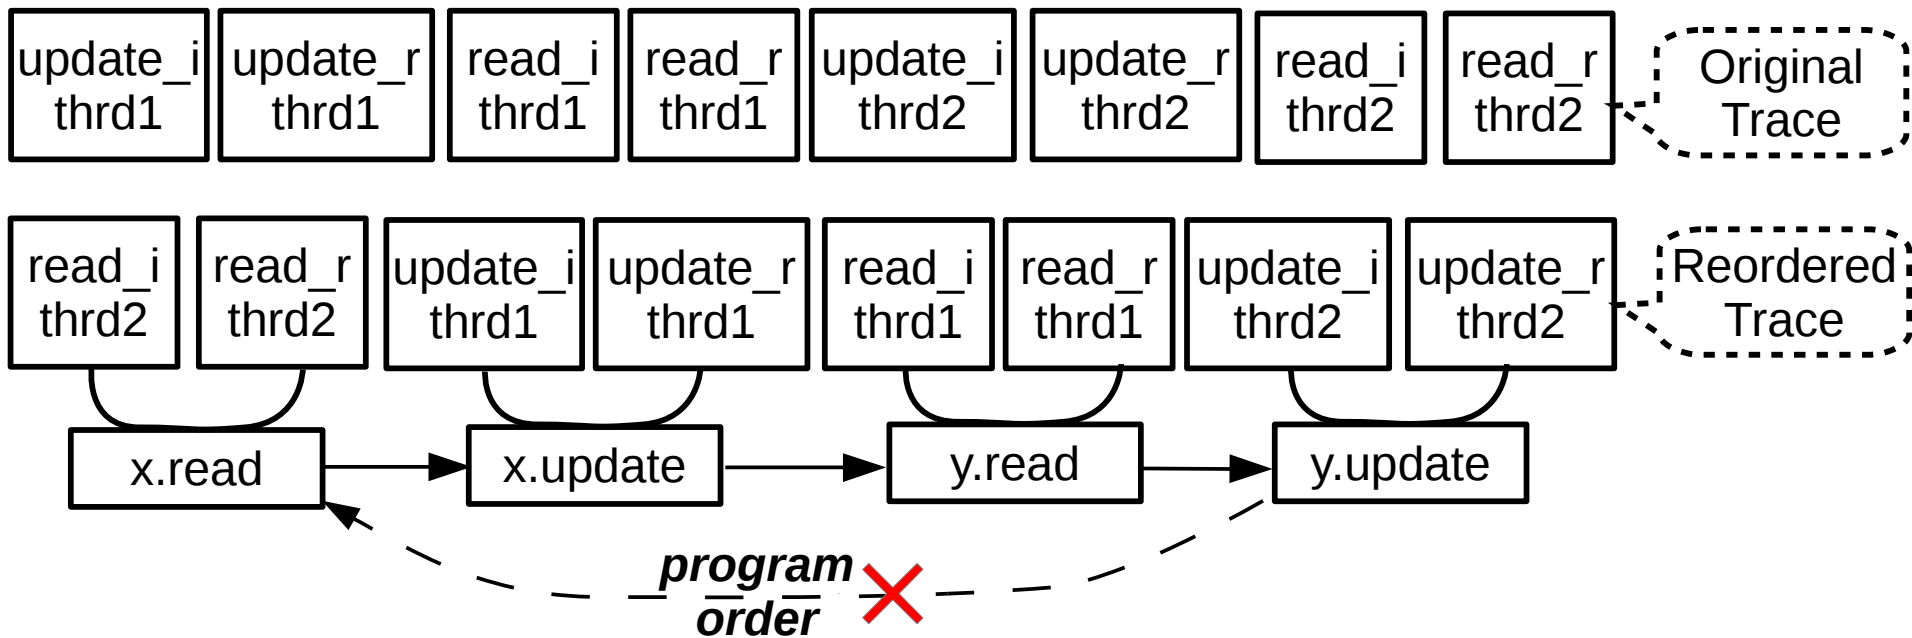 update_i update_r read_i read_r update_i update_r read_i read_r Original
thrd1 thrd1 thrd1 thrd1 thrd2 thrd2 thrd2 thrd2 Trace
read_i read_r update_i update_r read_i read_r update_i update_r Reordered
thrd2 thrd2 thrd1 thrd1 thrd1 thrd1 thrd2 thrd2 Trace
x.read x.update y.read y.update
program
order